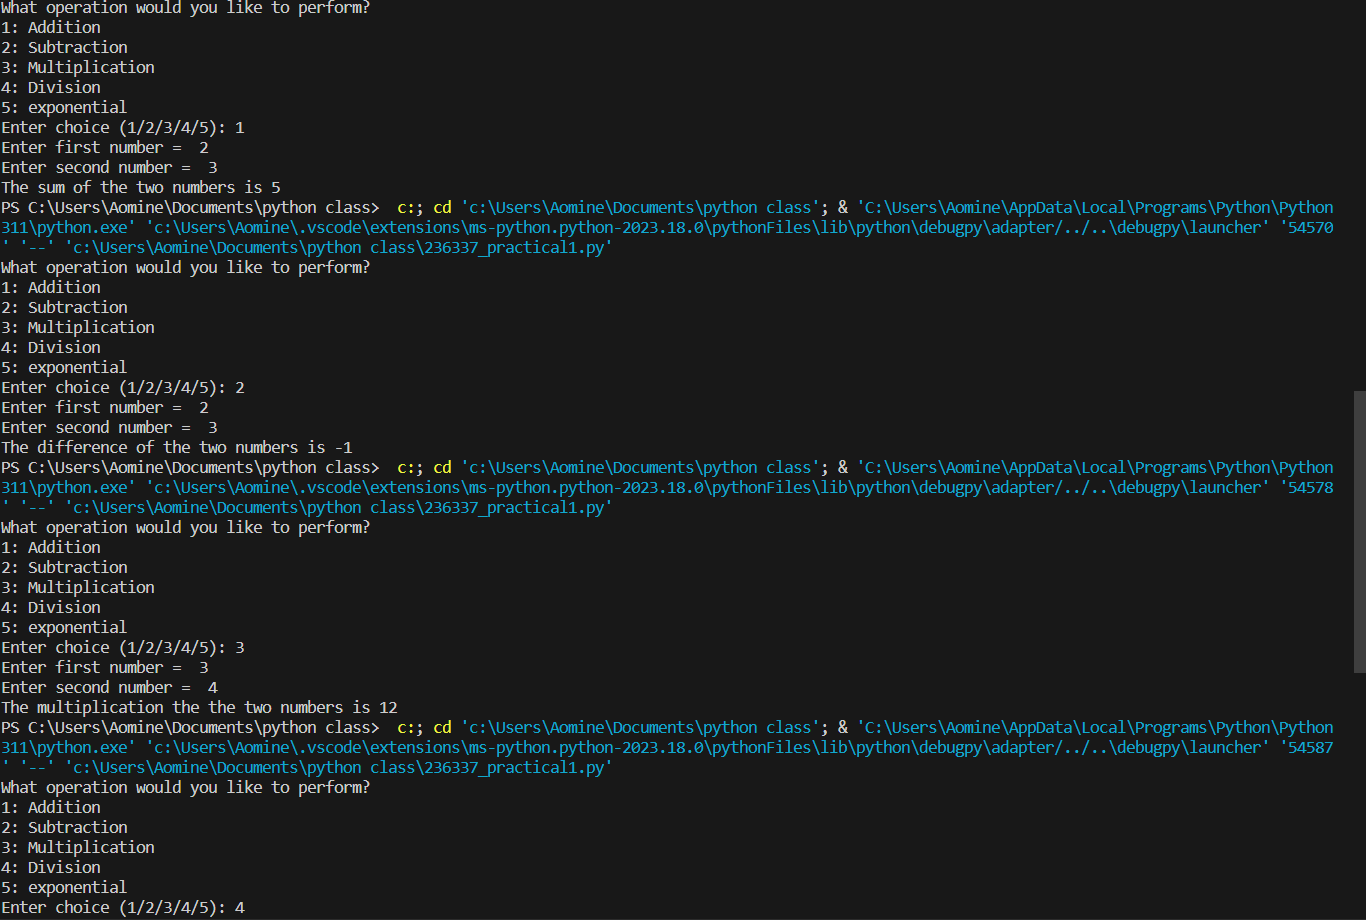 What operation would you like to perform?
1: Addition
2: Subtraction
3: Multiplication
4: Division
5: exponential
Enter choice (1/2/3/4/5): 1
Enter first number =  2
Enter second number =  3
The sum of the two numbers is 5
PS C:\Users\Aomine\Documents\python class>  c:; cd 'c:\Users\Aomine\Documents\python class'; & 'C:\Users\Aomine\AppData\Local\Programs\Python\Python
311\python.exe' 'c:\Users\Aomine\.vscode\extensions\ms-python.python-2023.18.0\pythonFiles\lib\python\debugpy\adapter/../..\debugpy\launcher' '54570
' '--' 'c:\Users\Aomine\Documents\python class\236337_practical1.py'
What operation would you like to perform?
1: Addition
2: Subtraction
3: Multiplication
4: Division
5: exponential
Enter choice (1/2/3/4/5): 2
Enter first number =  2
Enter second number =  3
The difference of the two numbers is -1
PS C:\Users\Aomine\Documents\python class>  c:; cd 'c:\Users\Aomine\Documents\python class'; & 'C:\Users\Aomine\AppData\Local\Programs\Python\Python
311\python.exe' 'c:\Users\Aomine\.vscode\extensions\ms-python.python-2023.18.0\pythonFiles\lib\python\debugpy\adapter/../..\debugpy\launcher' '54578
' '--' 'c:\Users\Aomine\Documents\python class\236337_practical1.py'
What operation would you like to perform?
1: Addition
2: Subtraction
3: Multiplication
4: Division
5: exponential
Enter choice (1/2/3/4/5): 3
Enter first number =  3
Enter second number =  4
The multiplication the the two numbers is 12
PS C:\Users\Aomine\Documents\python class>  c:; cd 'c:\Users\Aomine\Documents\python class'; & 'C:\Users\Aomine\AppData\Local\Programs\Python\Python
311\python.exe' 'c:\Users\Aomine\.vscode\extensions\ms-python.python-2023.18.0\pythonFiles\lib\python\debugpy\adapter/../..\debugpy\launcher' '54587
' '--' 'c:\Users\Aomine\Documents\python class\236337_practical1.py'
What operation would you like to perform?
1: Addition
2: Subtraction
3: Multiplication
4: Division
5: exponential
Enter choice (1/2/3/4/5): 4